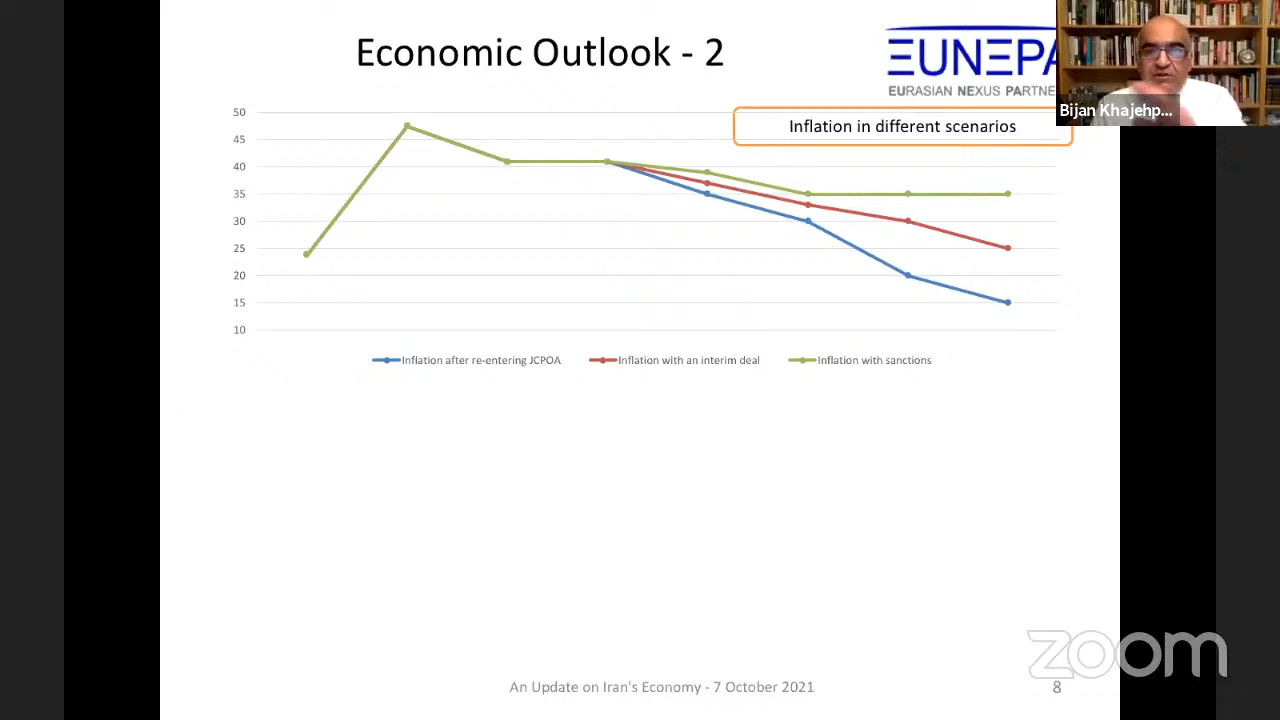 Economic Outlook - 2
EUNEPA
EURASIAN NEXUS PARTNE
Bijan Khajehp...
Inflation in different scenarios
50
45
40
35
30
25
20
15
10
Inflation after re-entering JCPOA
Inflation with an interim deal
Inflation with sanctions
zoom
An Update on Iran's Economy - 7 October 2021
8